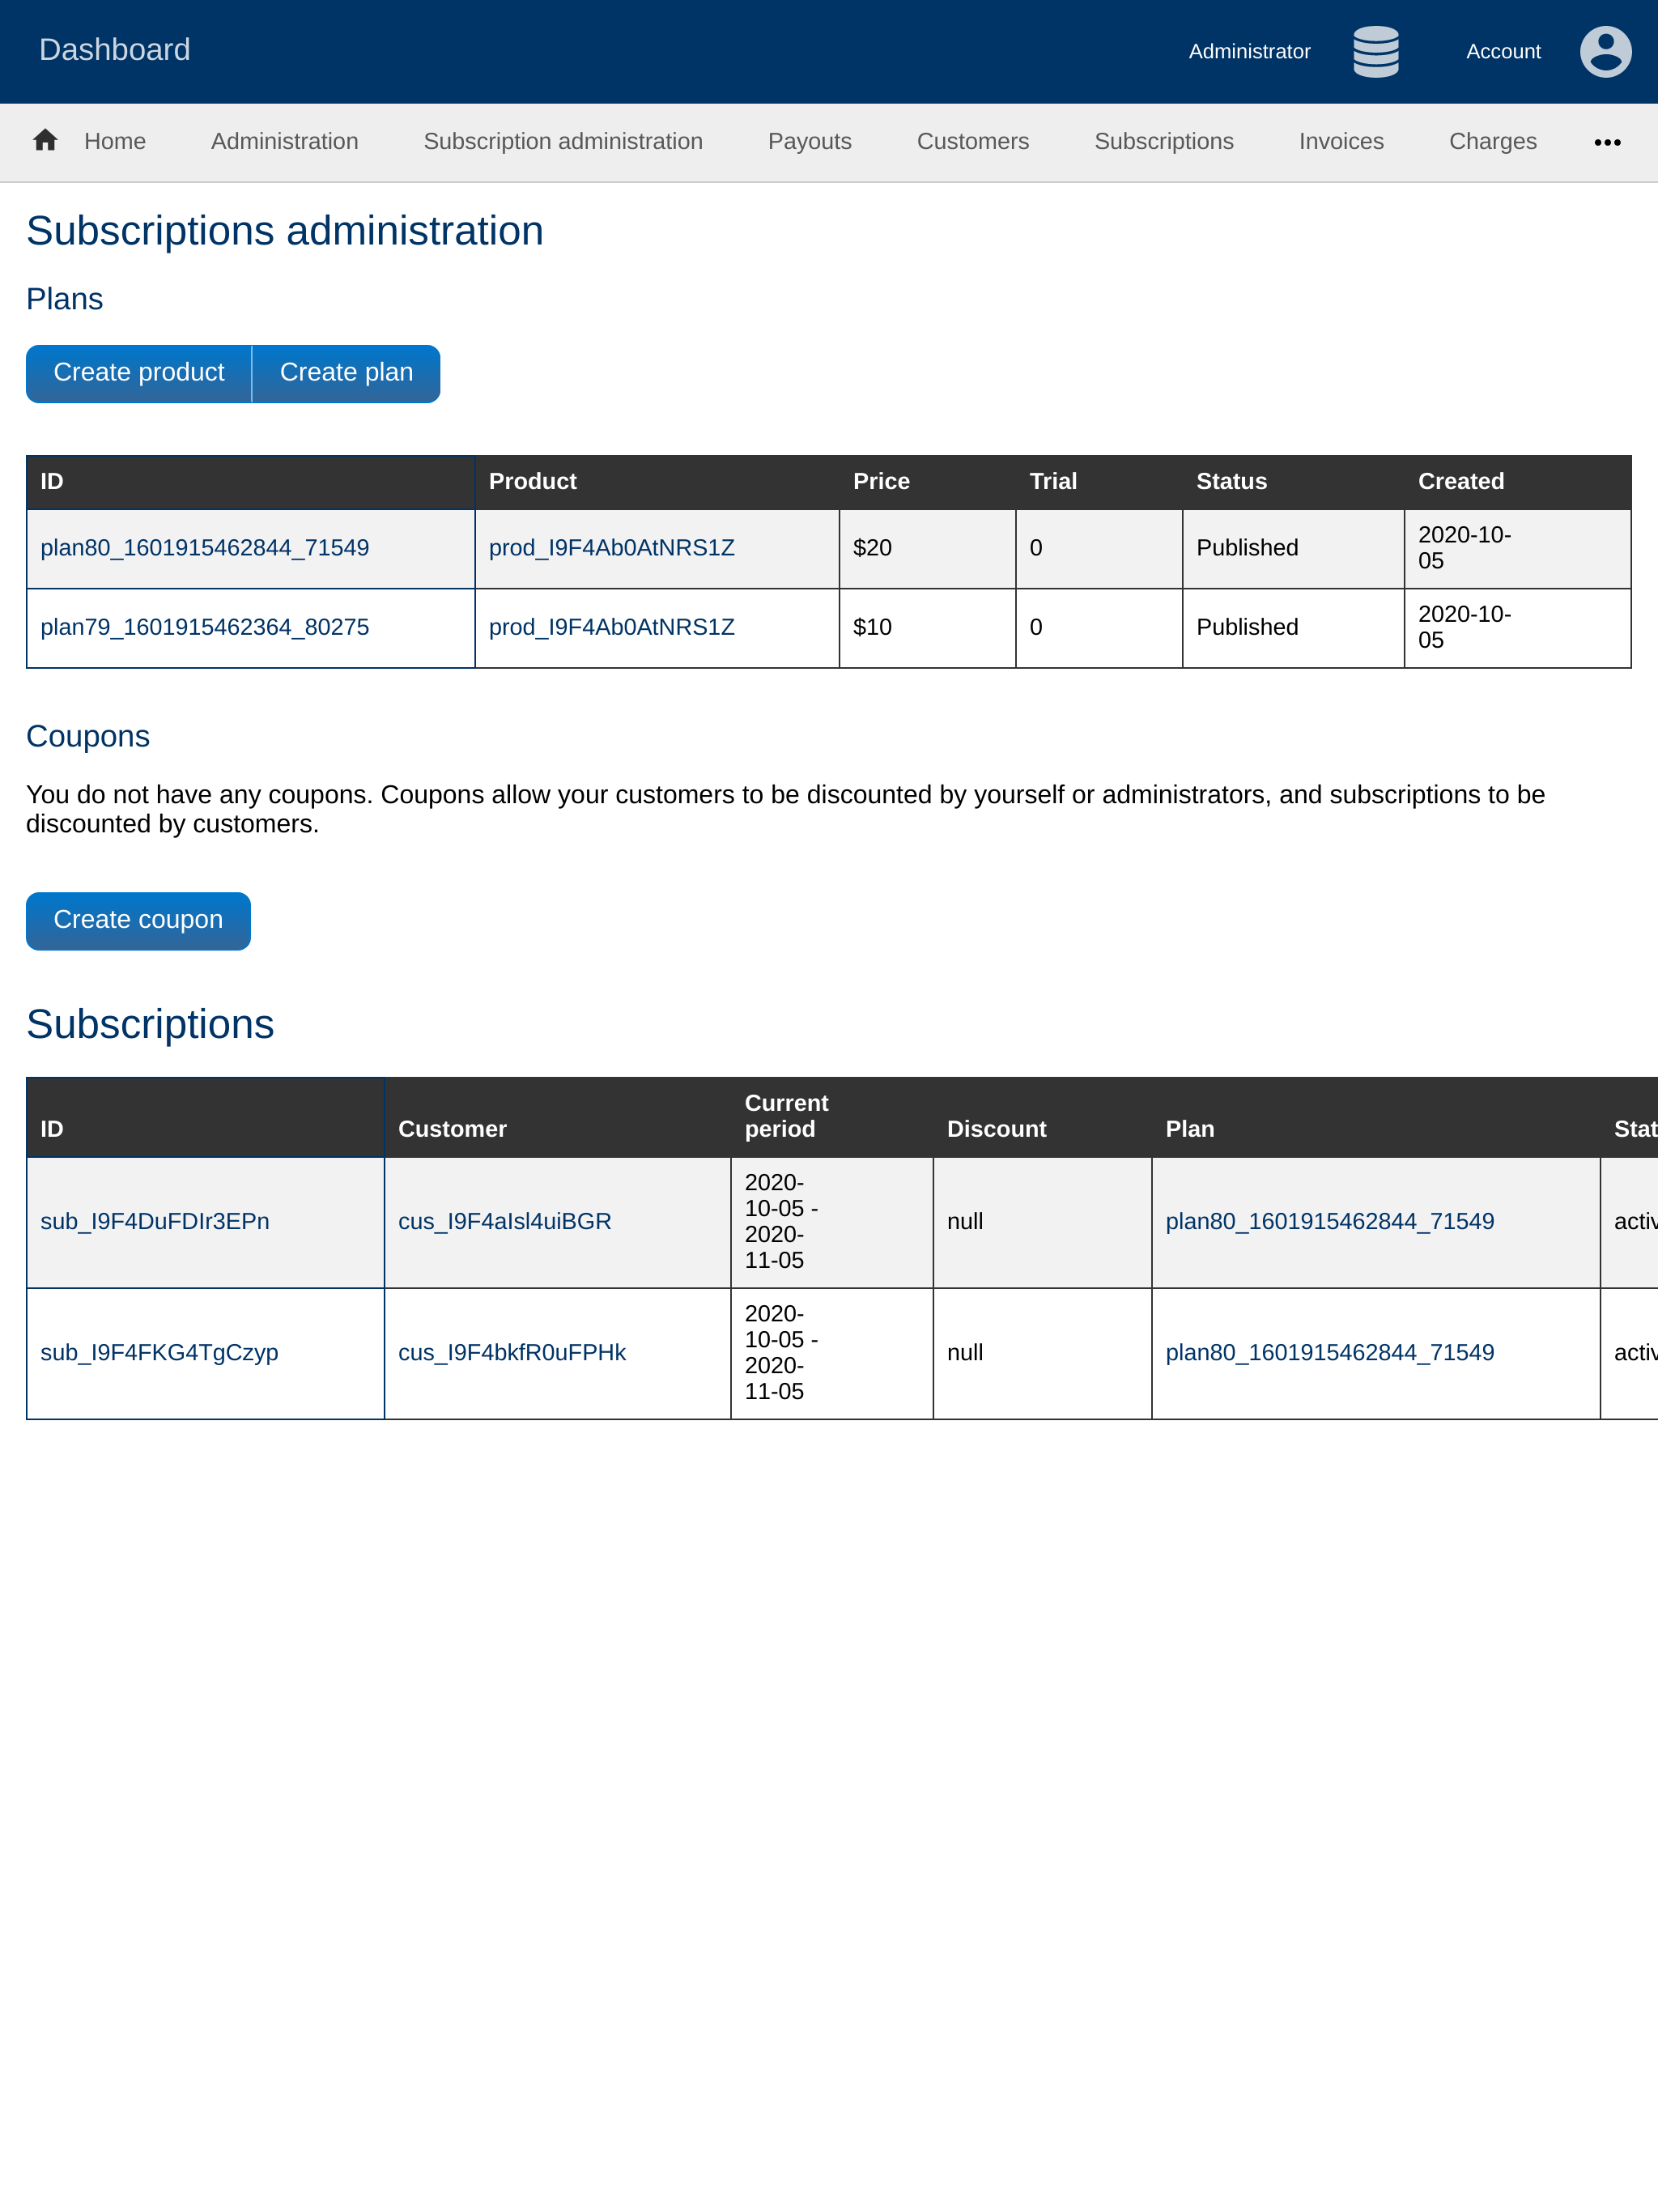 Dashboard
Administrator
Account
Home Administration Subscription administration Payouts Customers Subscriptions Invoices Charges •••
Subscriptions administration
Plans
Create product Create plan
ID Product Price Trial Status Created
plan80_1601915462844_71549 prod_I9F4Ab0AtNRS1Z $20 0 Published 2020-10-
05
plan79_1601915462364_80275 prod_I9F4Ab0AtNRS1Z $10 0 Published 2020-10-
05
Coupons
You do not have any coupons. Coupons allow your customers to be discounted by yourself or administrators, and subscriptions to be
discounted by customers.
Create coupon
Subscriptions
ID Customer Current
period Discount Plan Stat
sub_I9F4DuFDIr3EPn cus_I9F4aIsl4uiBGR 2020-
10-05 -
2020-
11-05 null plan80_1601915462844_71549 activ
sub_I9F4FKG4TgCzyp cus_I9F4bkfR0uFPHk 2020-
10-05 -
2020-
11-05 null plan80_1601915462844_71549 activ